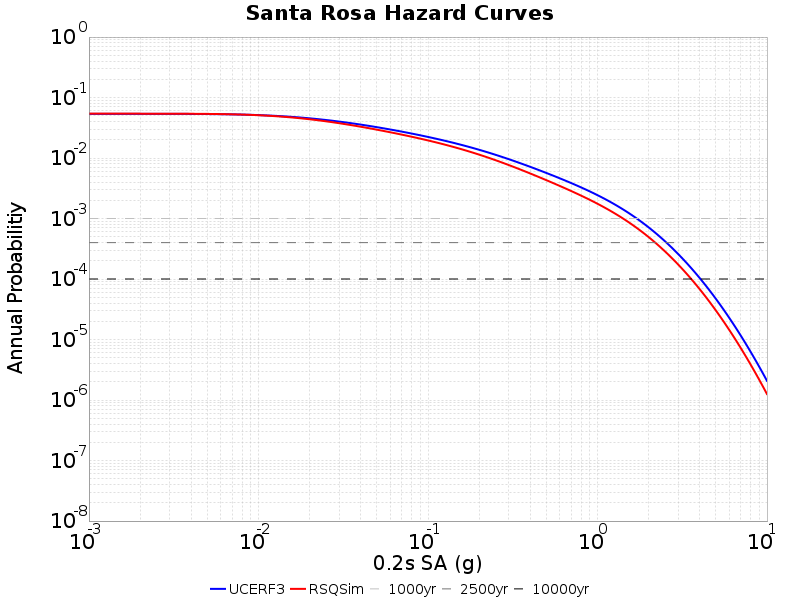 Santa Rosa Hazard Curves
10^0
10^-1
10^-2
10^-3
10^-4
10^-5
10^-6
10^-7
10^-8
Annual Probabilitiy
10^-3 10^-2 10^-1 10^0 10^1
0.2s SA (g)
UCERF3 RSQSim 1000yr 2500yr 10000yr